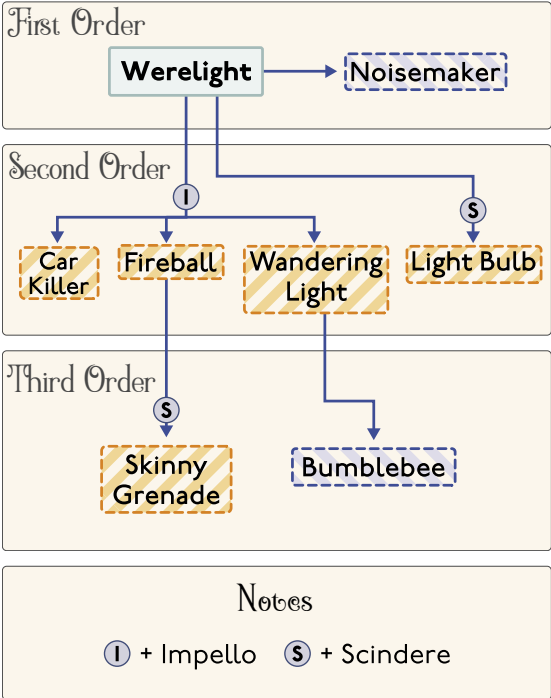 First Order
Werelight
Noisemaker
Second Order
I
S
Car
Killer
Fireball
Wandering
Light
Light Bulb
Third Order
S
Skinny
Grenade
Bumblebee
Notes
I + Impello S + Scindere